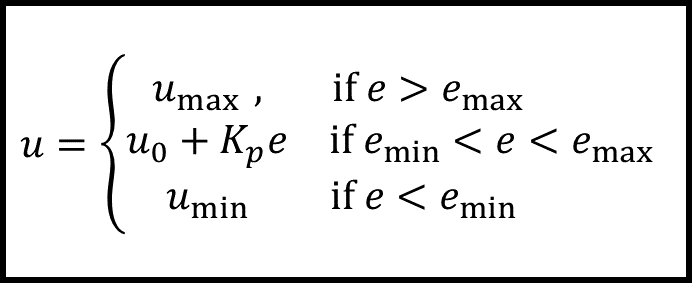 u_max , if e > e_max
u = { u_0 + K_p e if e_min < e < e_max
u_min if e < e_min